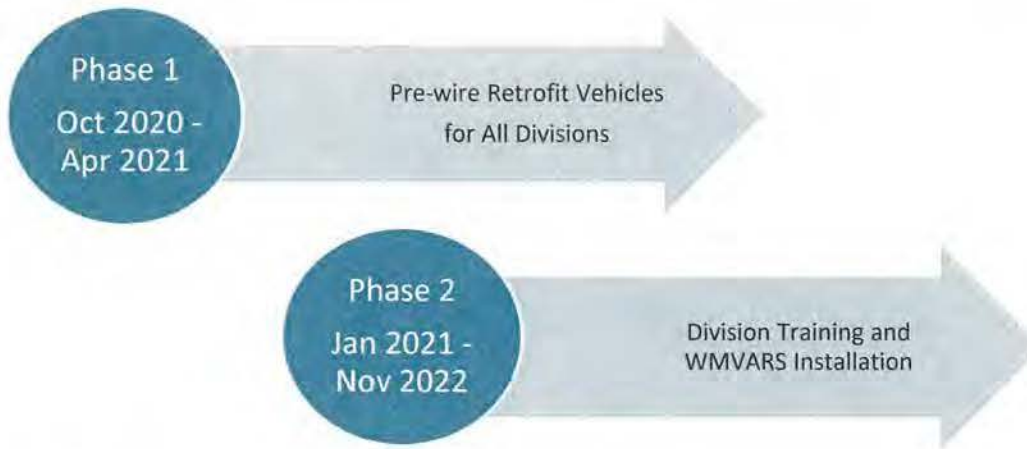 Phase 1
Oct 2020 -
Apr 2021
Pre-wire Retrofit Vehicles
for All Divisions
Phase 2
Jan 2021 -
Nov 2022
Division Training and
WMVARS Installation